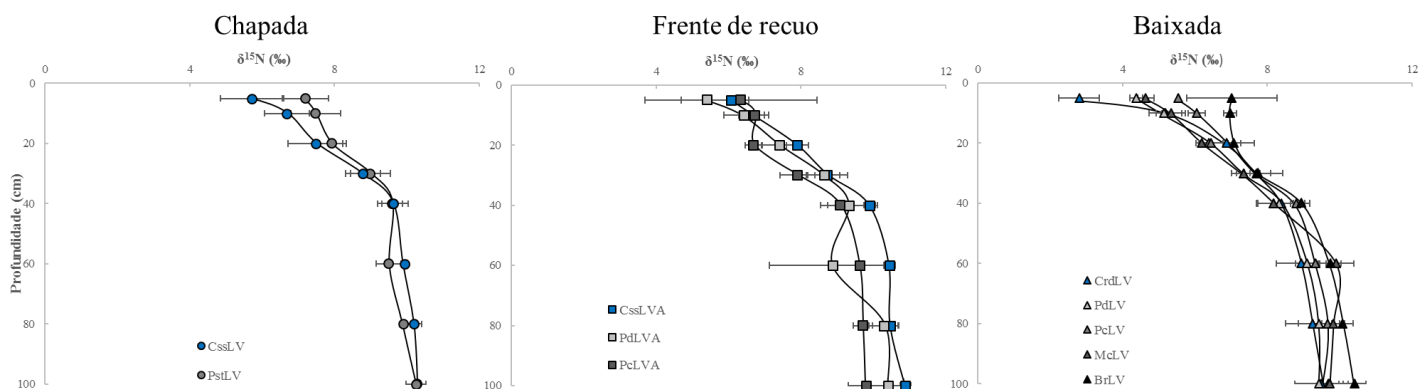 Chapada
δ¹⁵N (‰)
0 4 8 12
0
20
40
60
80
100
Profundidade (cm)
CssLV
PstLV
Frente de recuo
δ¹⁵N (‰)
0 4 8 12
0
20
40
60
80
100
CssLVA
PdLVA
PcLVA
Baixada
δ¹⁵N (‰)
0 4 8 12
0
20
40
60
80
100
CrdLV
PdLV
PcLV
McLV
BrLV